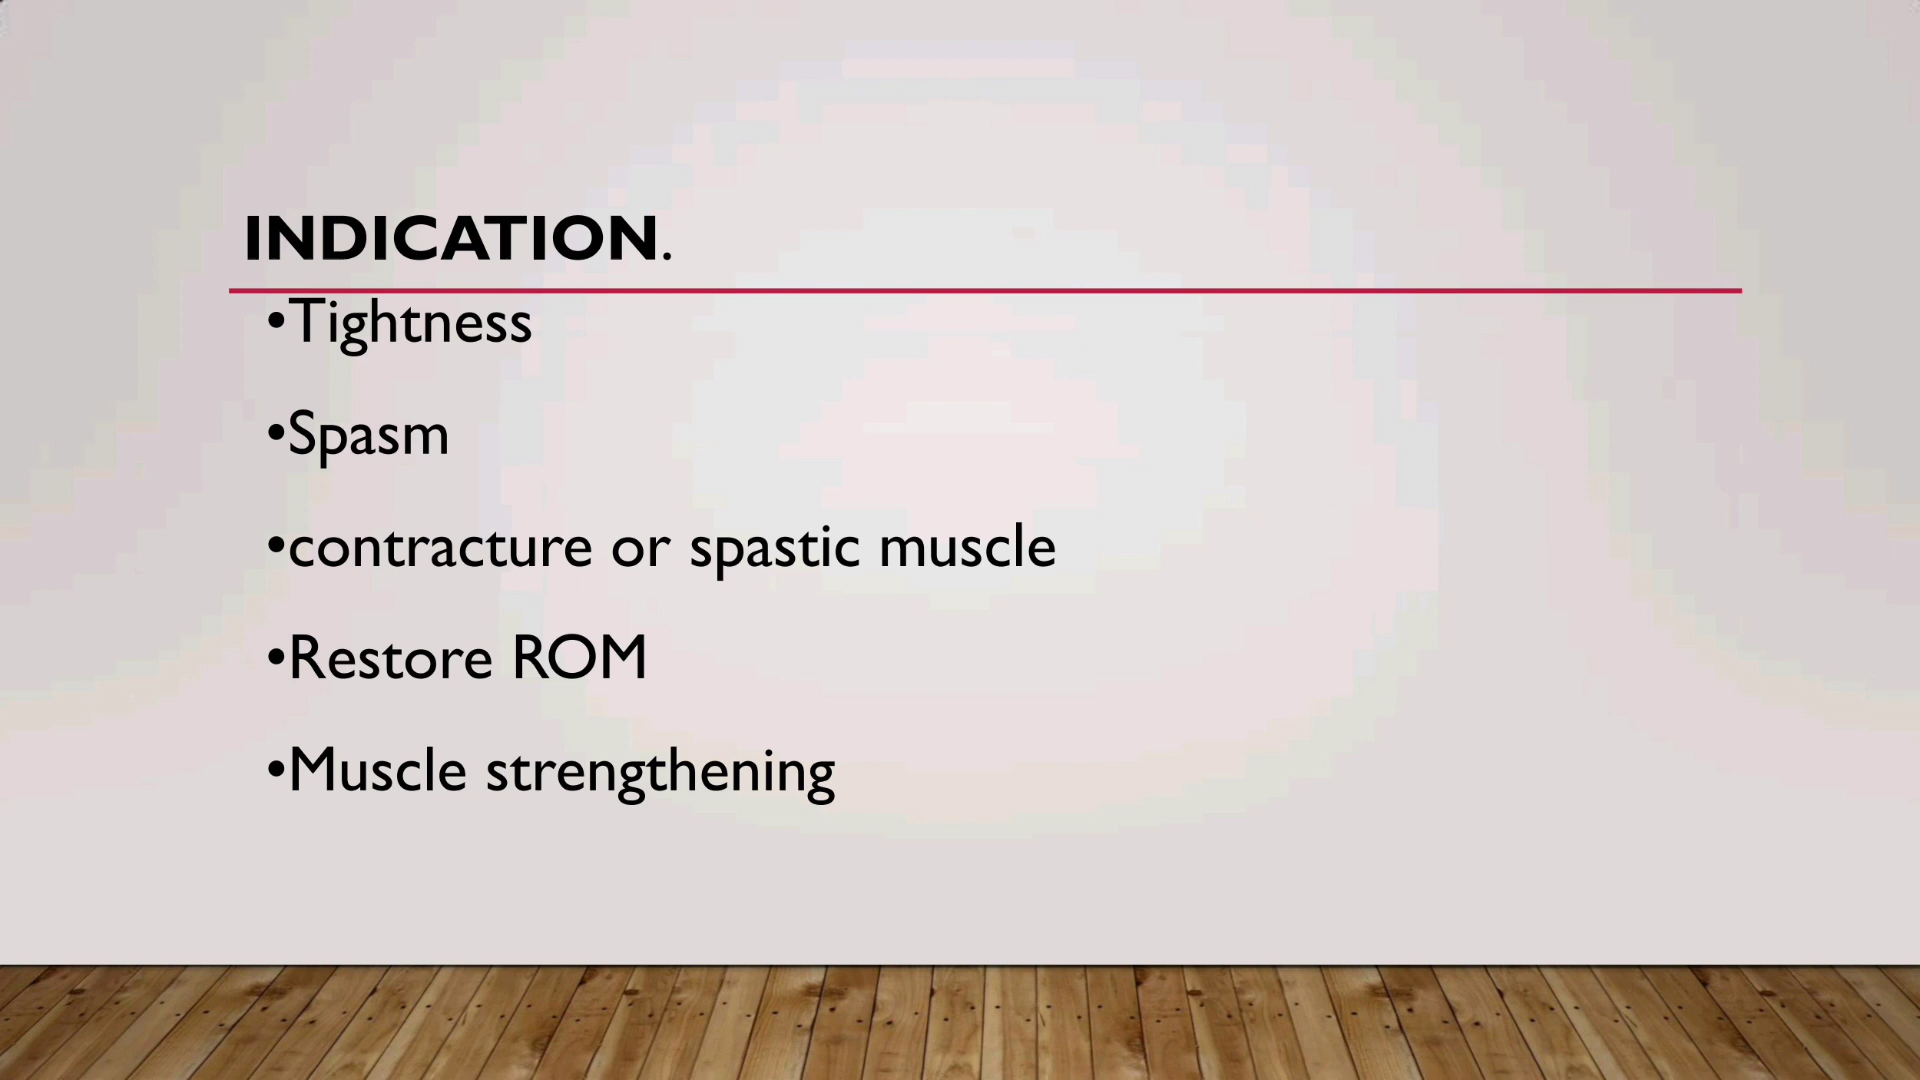 INDICATION.
•Tightness
•Spasm
•contracture or spastic muscle
•Restore ROM
•Muscle strengthening